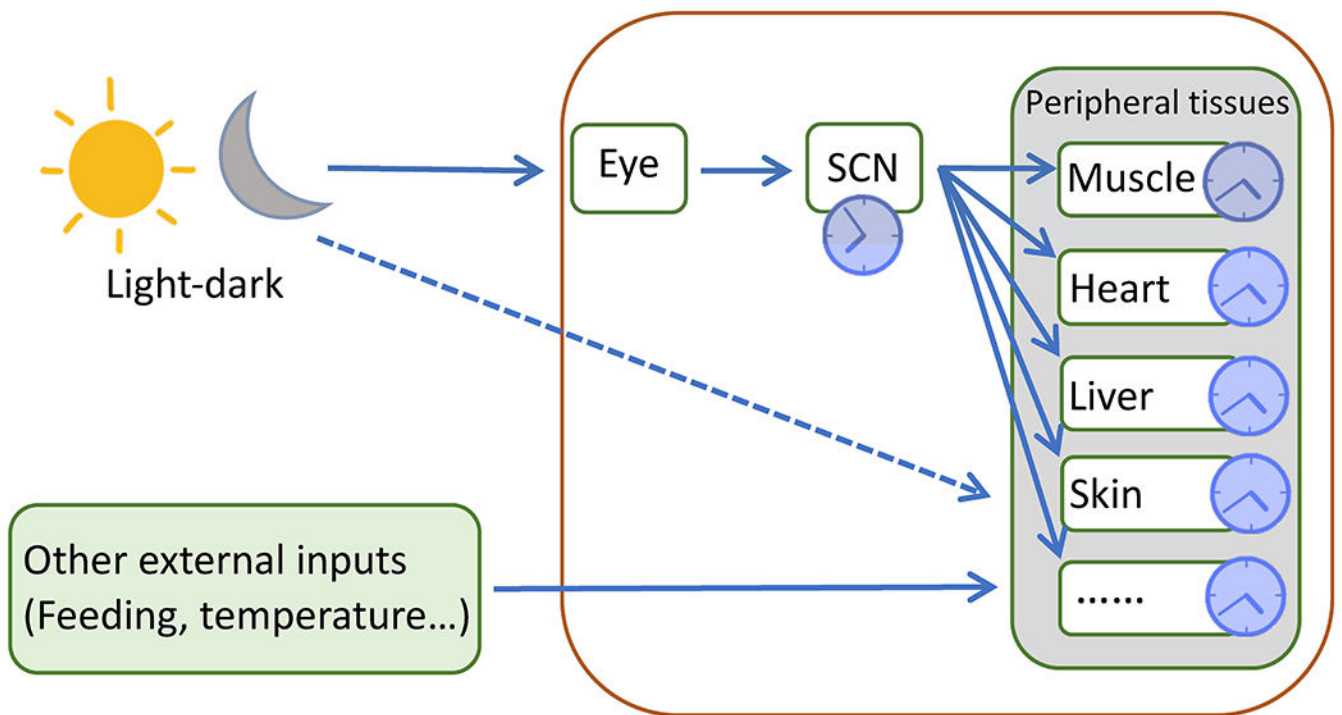 Light-dark
Eye
SCN
Peripheral tissues
Muscle
Heart
Liver
Skin
......
Other external inputs
(Feeding, temperature...)